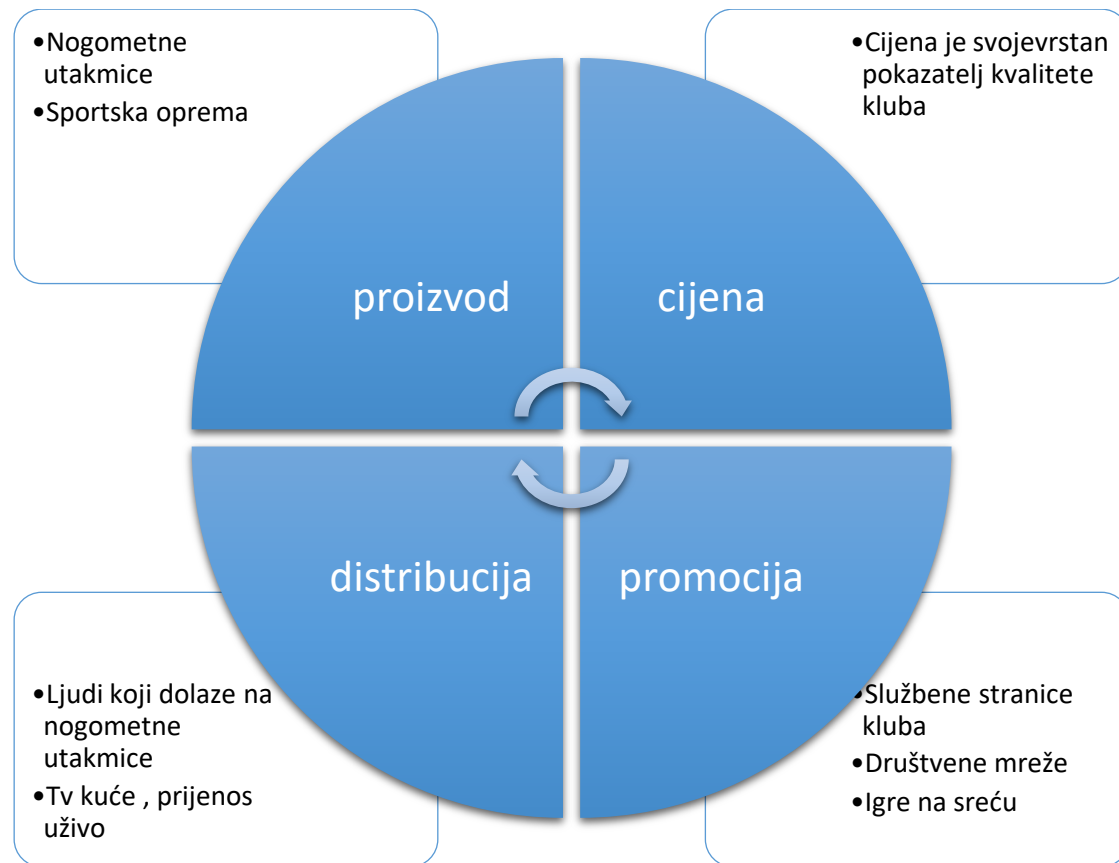 •Nogometne
utakmice
•Sportska oprema
•Cijena je svojevrstan
pokazatelj kvalitete
kluba
proizvod
cijena
distribucija
promocija
•Ljudi koji dolaze na
nogometne
utakmice
•Tv kuće , prijenos
uživo
•Službene stranice
kluba
•Društvene mreže
•Igre na sreću